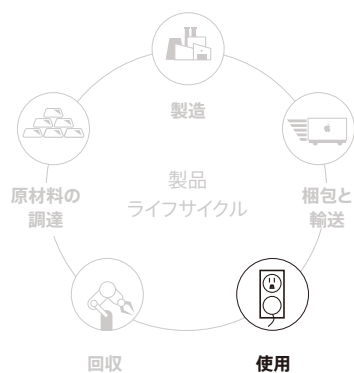 製造
原材料の
調達
製品
ライフサイクル
梱包と
輸送
回収
使用